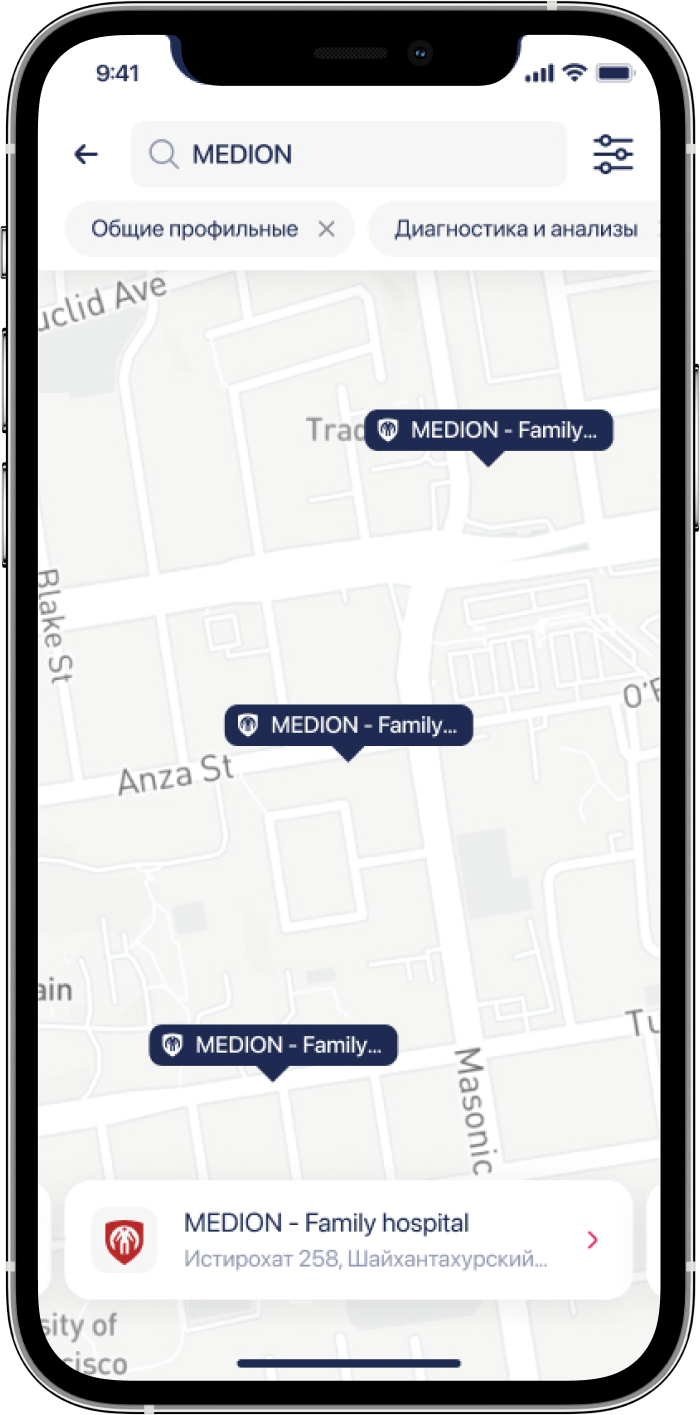 9:41
MEDION
Общие профильные
Диагностика и анализы
uclid Ave
Trad
MEDION - Family...
Blake St
O'F
MEDION - Family...
Anza St
ain
Tu
MEDION - Family...
Masonic
MEDION - Family hospital
Истирохат 258, Шайхантахурский...
sity of
cisco